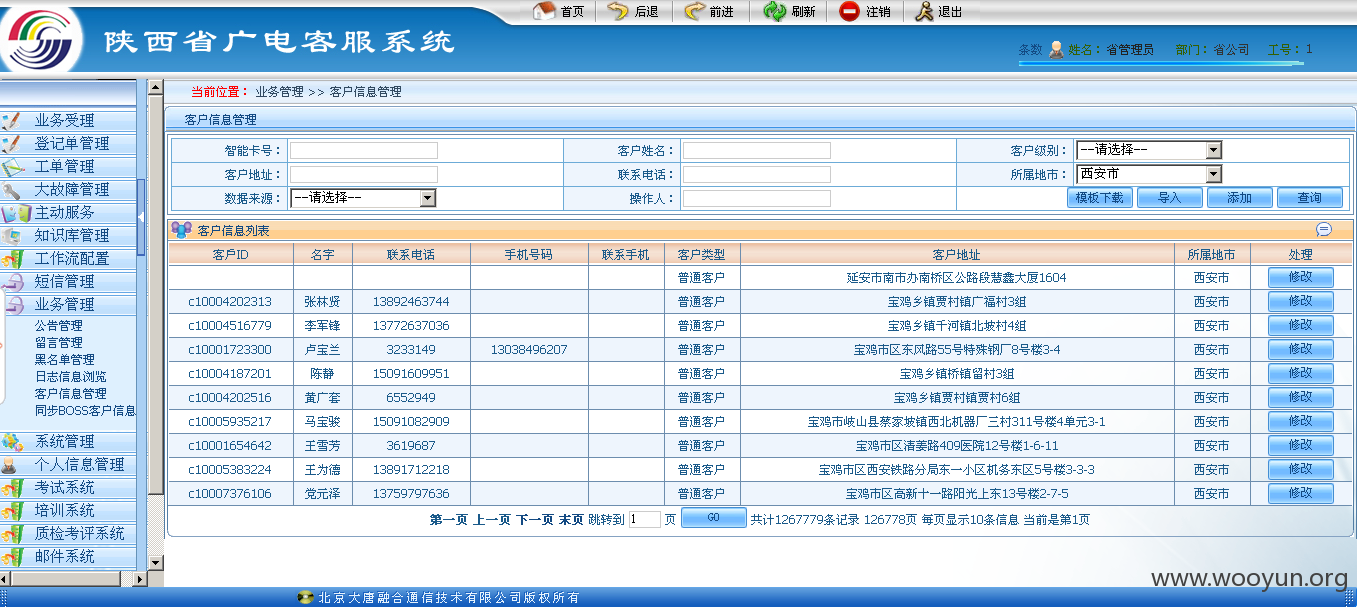 首页 后退 前进 刷新 注销 退出
陕西省广电客服系统
条数 姓名：省管理员 部门：省公司 工号：1
当前位置：业务管理 >> 客户信息管理
客户信息管理
智能卡号： 客户姓名： 客户级别：--请选择--
客户地址： 联系电话： 所属地市：西安市
数据来源：--请选择-- 操作人： 模板下载 导入 添加 查询
业务受理
登记单管理
工单管理
大故障管理
主动服务
知识库管理
工作流配置
短信管理
业务管理
公告管理
留言管理
黑名单管理
日志信息浏览
客户信息管理
同步BOSS客户信息
系统管理
个人信息管理
考试系统
培训系统
质检考评系统
邮件系统
客户信息列表
客户ID 名字 联系电话 手机号码 联系手机 客户类型 客户地址 所属地市 处理
普通客户 延安市南市办南桥区公路段慧鑫大厦1604 西安市 修改
c10004202313 张林贤 13892463744 普通客户 宝鸡乡镇贾村镇广福村3组 西安市 修改
c10004516779 李军锋 13772637036 普通客户 宝鸡乡镇千河镇北坡村4组 西安市 修改
c10001723300 卢宝兰 3233149 13038496207 普通客户 宝鸡市区东风路55号特殊钢厂8号楼3-4 西安市 修改
c10004187201 陈静 15091609951 普通客户 宝鸡乡镇桥镇留村3组 西安市 修改
c10004202516 黄广套 6552949 普通客户 宝鸡乡镇贾村镇贾村6组 西安市 修改
c10005935217 马宝骏 15091082909 普通客户 宝鸡市岐山县蔡家坡镇西北机器厂三村311号楼4单元3-1 西安市 修改
c10001654642 王雪芳 3619687 普通客户 宝鸡市区清姜路409医院12号楼1-6-11 西安市 修改
c10005383224 王为德 13891712218 普通客户 宝鸡市区西安铁路分局东一小区机务东区5号楼3-3-3 西安市 修改
c10007376106 党元泽 13759797636 普通客户 宝鸡市区高新十一路阳光上东13号楼2-7-5 西安市 修改
第一页 上一页 下一页 末页 跳转到 1 页 GO 共计1267779条记录 126778页 每页显示10条信息 当前是第1页
www.wooyun.org
北京大唐融合通信技术有限公司版权所有